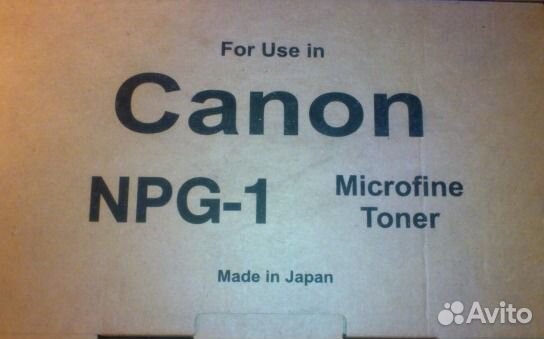 For Use in
Canon
NPG-1
Microfine
Toner
Made in Japan
Avito